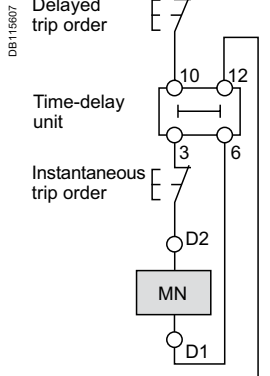 DB115607
Delayed
trip order
10 12
Time-delay
unit
3 6
Instantaneous
trip order
D2
MN
D1